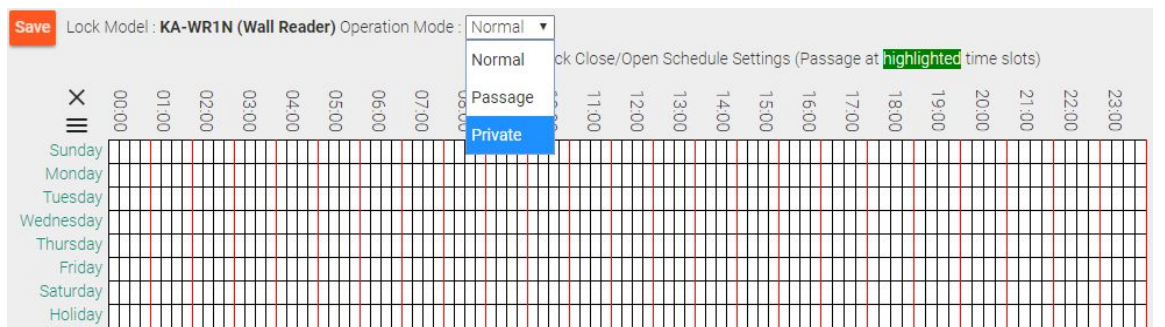 Save Lock Model : KA-WR1N (Wall Reader) Operation Mode : Normal
Normal
ck Close/Open Schedule Settings (Passage at highlighted time slots)
Passage
Private
00:00 01:00 02:00 03:00 04:00 05:00 06:00 07:00 11:00 12:00 13:00 14:00 15:00 16:00 17:00 18:00 19:00 20:00 21:00 22:00 23:00
Sunday
Monday
Tuesday
Wednesday
Thursday
Friday
Saturday
Holiday